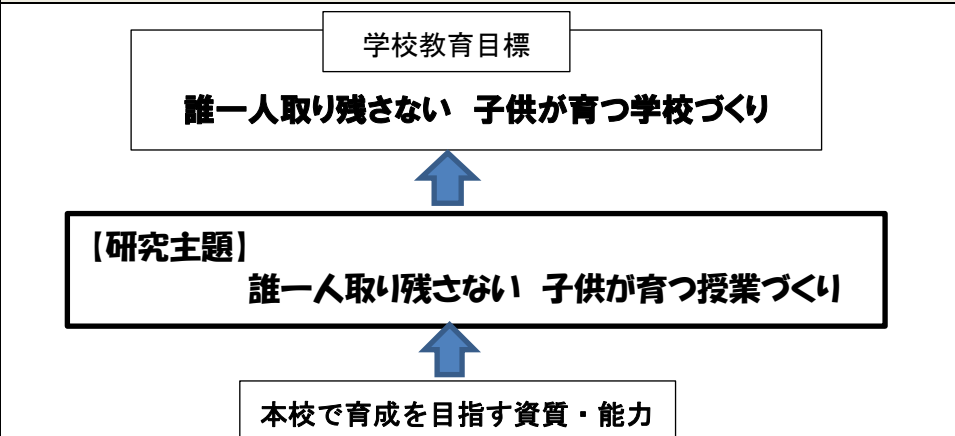 学校教育目標
誰一人取り残さない 子供が育つ学校づくり
【研究主題】
誰一人取り残さない 子供が育つ授業づくり
本校で育成を目指す資質・能力